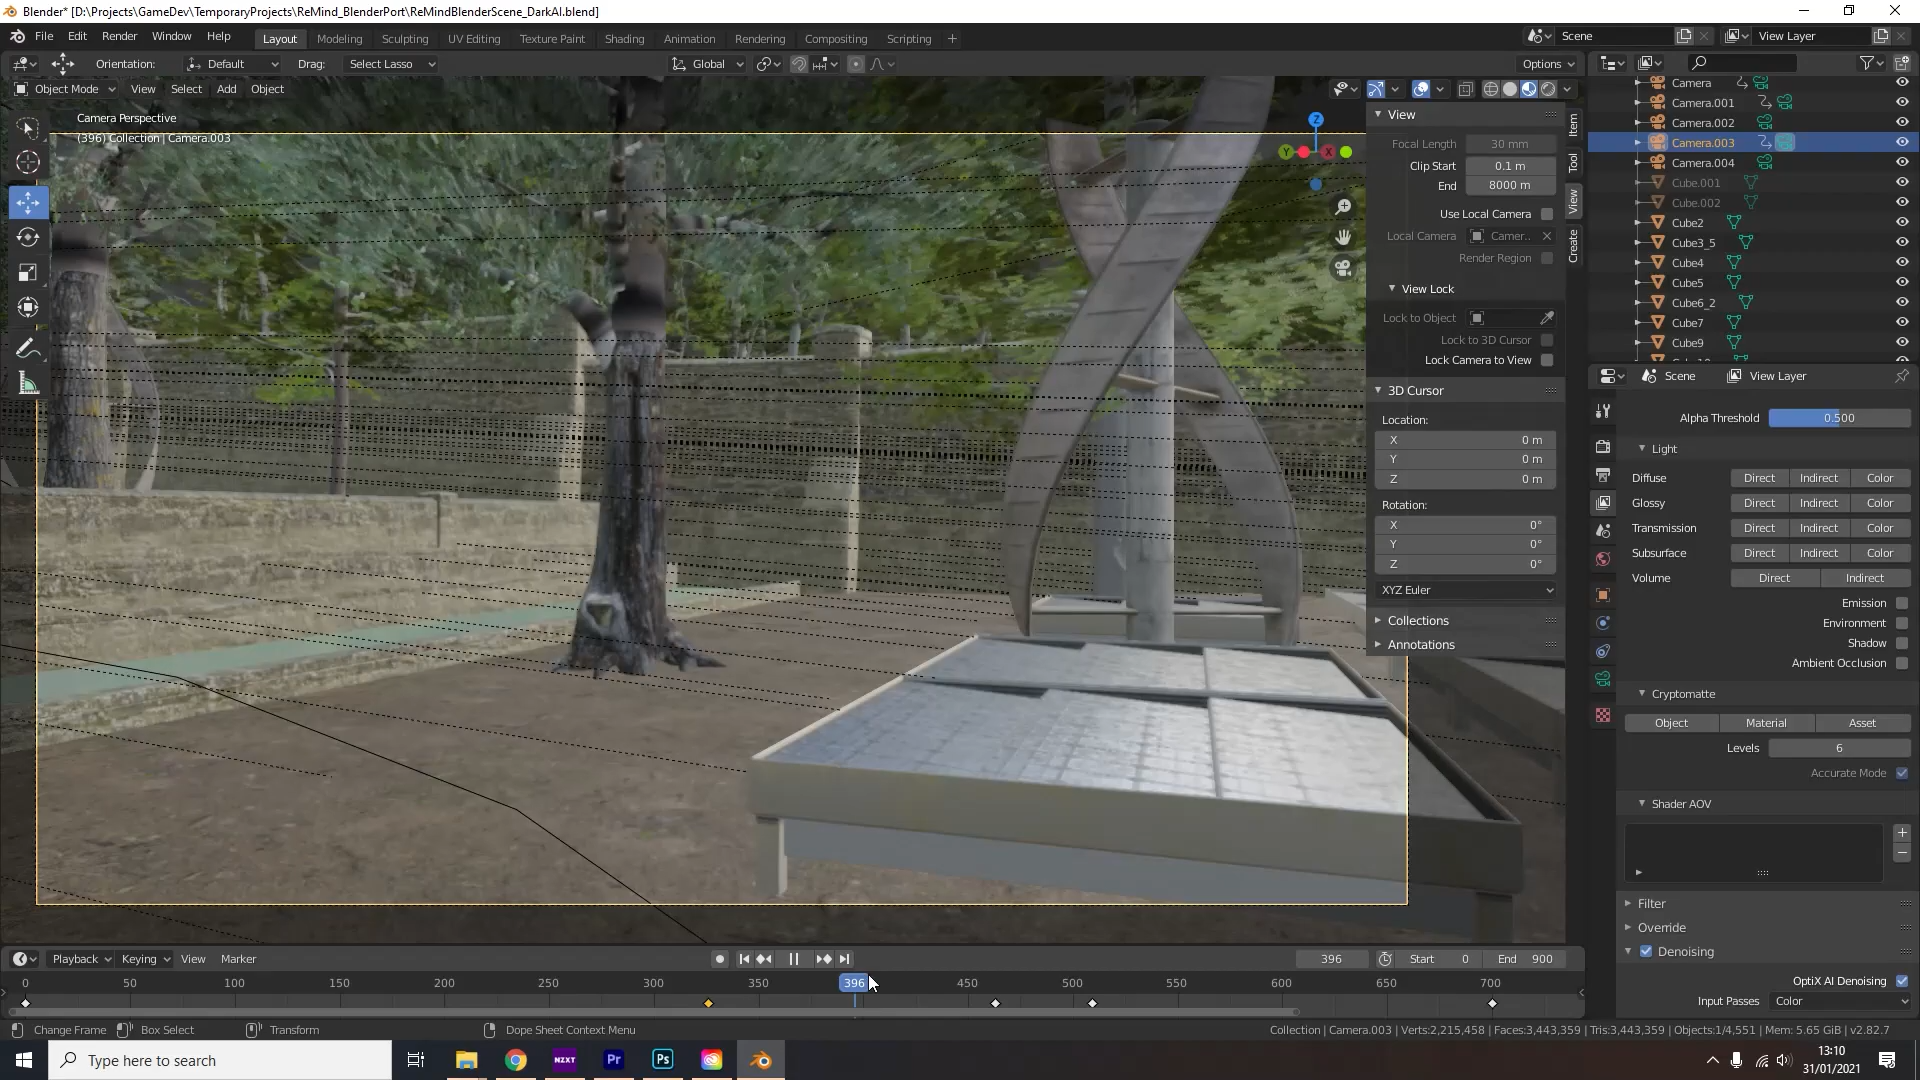 Blender* [D:\Projects\GameDev\TemporaryProjects\ReMind_BlenderPort\ReMindBlenderScene_DarkAI.blend]
File Edit Render Window Help
Layout Modeling Sculpting UV Editing Texture Paint Shading Animation Rendering Compositing Scripting +
Scene View Layer
Orientation: Default Drag: Select Lasso Global Options
Object Mode View Select Add Object
Camera Perspective
(396) Collection | Camera.003
Z
Y X
View
Focal Length 30 mm
Clip Start 0.1 m
End 8000 m
Use Local Camera
Local Camera Camer..
Render Region
View Lock
Lock to Object
Lock to 3D Cursor
Lock Camera to View
3D Cursor
Location:
X 0 m
Y 0 m
Z 0 m
Rotation:
X 0°
Y 0°
Z 0°
XYZ Euler
Collections
Annotations
Item
Tool
View
Create
Camera
Camera.001
Camera.002
Camera.003
Camera.004
Cube.001
Cube.002
Cube2
Cube3_5
Cube4
Cube5
Cube6_2
Cube7
Cube9
Scene View Layer
Alpha Threshold 0.500
Light
Diffuse Direct Indirect Color
Glossy Direct Indirect Color
Transmission Direct Indirect Color
Subsurface Direct Indirect Color
Volume Direct Indirect
Emission
Environment
Shadow
Ambient Occlusion
Cryptomatte
Object Material Asset
Levels 6
Accurate Mode
Shader AOV
Filter
Override
Denoising
OptiX AI Denoising
Input Passes Color
Playback Keying View Marker
396 Start 0 End 900
0 50 100 150 200 250 300 350 396 450 500 550 600 650 700
Change Frame Box Select Transform Dope Sheet Context Menu
Collection | Camera.003 | Verts:2,215,458 | Faces:3,443,359 | Tris:3,443,359 | Objects:1/4,551 | Mem: 5.65 GiB | v2.82.7
Type here to search
NZXT
Pr
Ps
13:10
31/01/2021